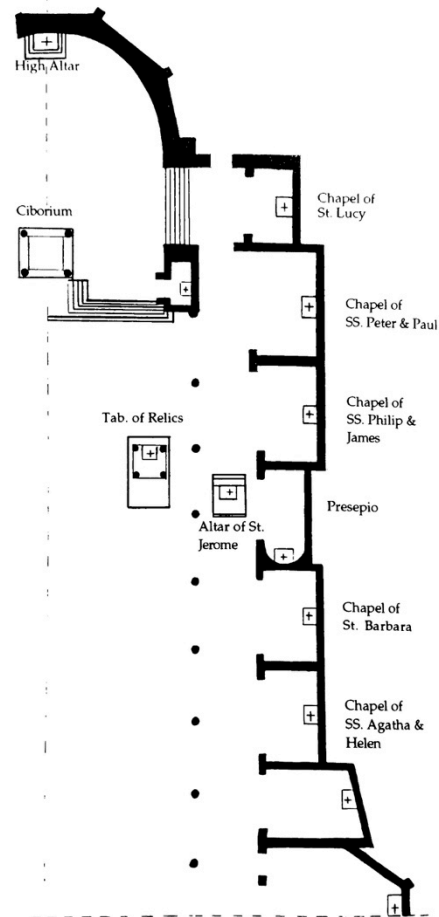 High Altar
Chapel of
St. Lucy
Ciborium
Chapel of
SS. Peter & Paul
Chapel of
SS. Philip &
James
Tab. of Relics
Presepio
Altar of St.
Jerome
Chapel of
St. Barbara
Chapel of
SS. Agatha &
Helen